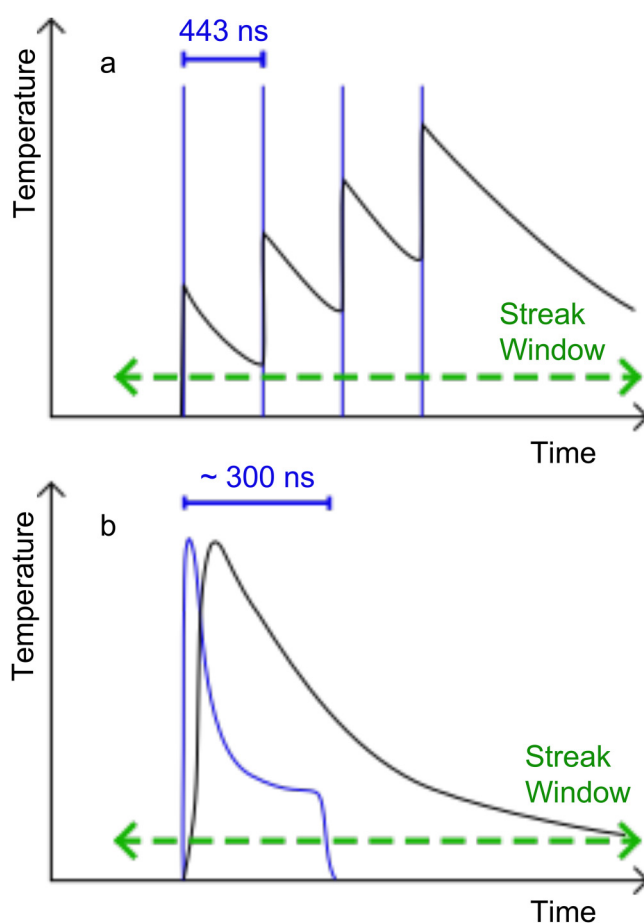 443 ns
a
Temperature
Streak
Window
Time
~ 300 ns
b
Temperature
Streak
Window
Time